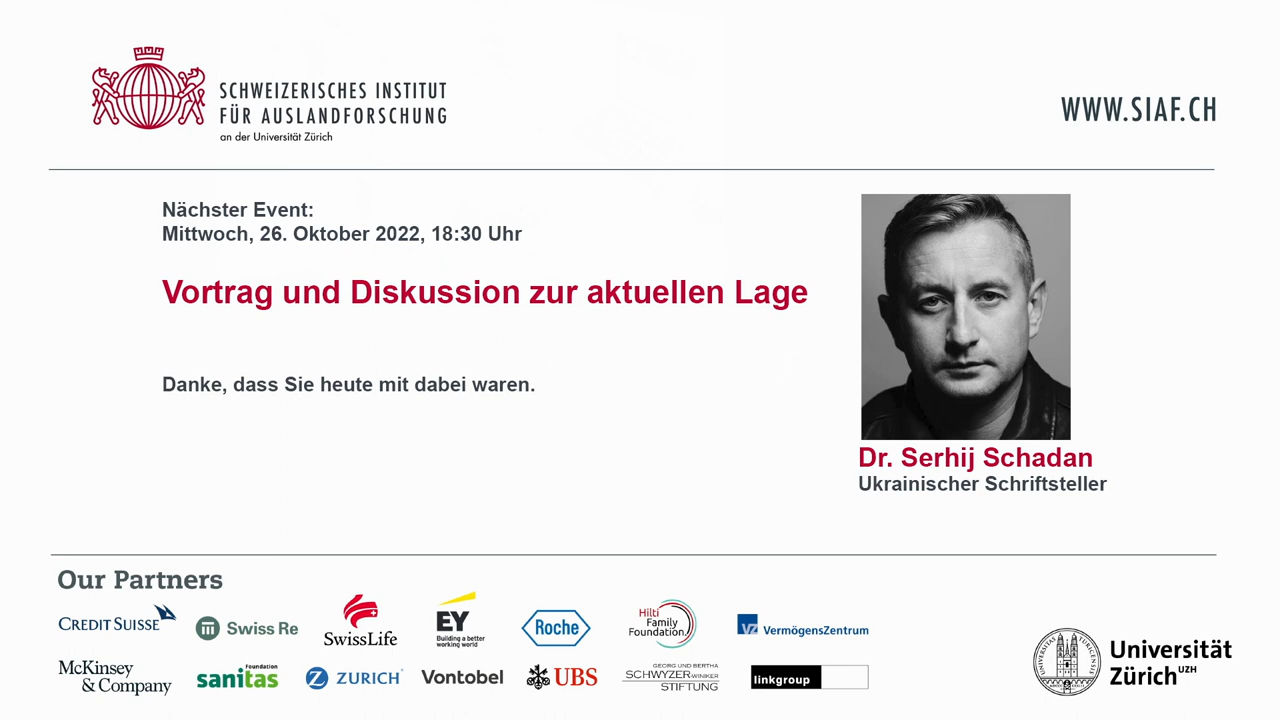 SCHWEIZERISCHES INSTITUT
FÜR AUSLANDFORSCHUNG
an der Universität Zürich
WWW.SIAF.CH
Nächster Event:
Mittwoch, 26. Oktober 2022, 18:30 Uhr
Vortrag und Diskussion zur aktuellen Lage
Danke, dass Sie heute mit dabei waren.
Dr. Serhij Schadan
Ukrainischer Schriftsteller
Our Partners
CREDIT SUISSE
Swiss Re
SwissLife
EY
Building a better
working world
Roche
Hilti
Family
Foundation
VZ VermögensZentrum
McKinsey
& Company
Foundation
sanitas
Z ZURICH
Vontobel
UBS
GEORG UND BERTHA
SCHWYZER-WINIKER
STIFTUNG
linkgroup
Universität
Zürich UZH